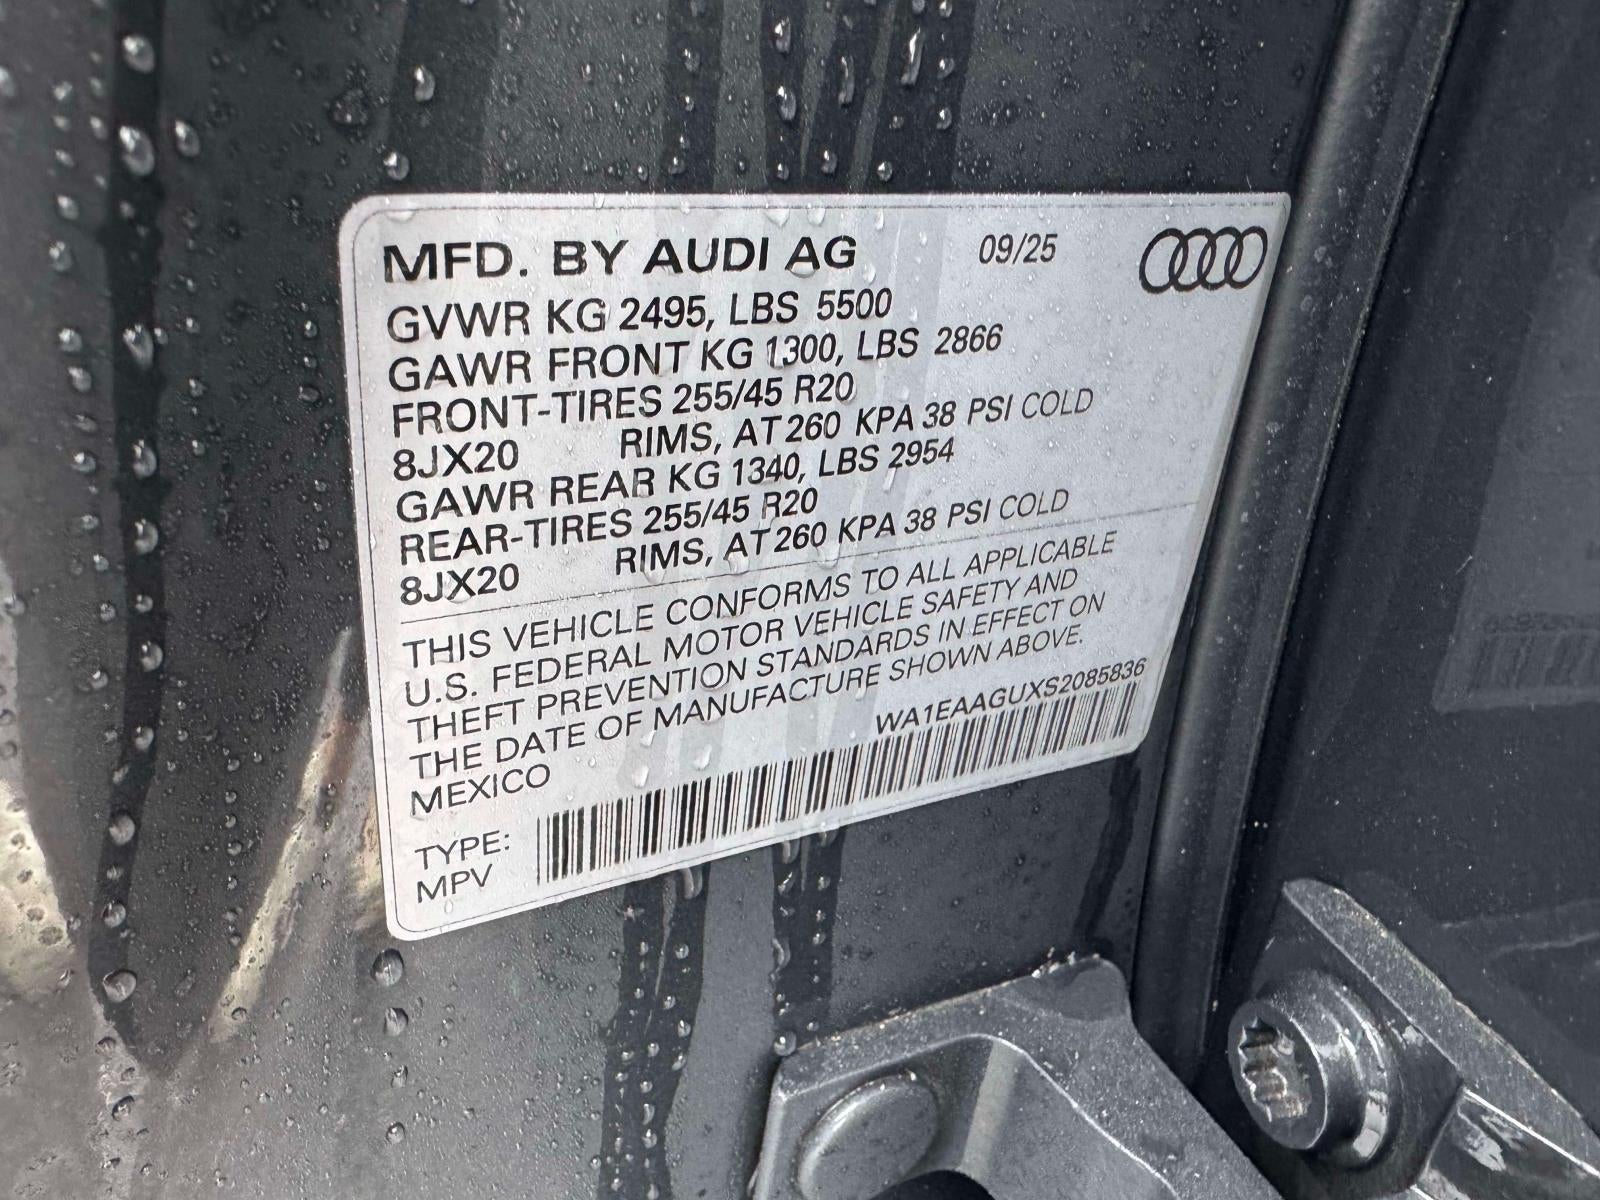 MFD. BY AUDI AG 09/25
GVWR KG 2495, LBS 5500
GAWR FRONT KG 1300, LBS 2866
FRONT-TIRES 255/45 R20
8JX20 RIMS, AT 260 KPA 38 PSI COLD
GAWR REAR KG 1340, LBS 2954
REAR-TIRES 255/45 R20
8JX20 RIMS, AT 260 KPA 38 PSI COLD
THIS VEHICLE CONFORMS TO ALL APPLICABLE
U.S. FEDERAL MOTOR VEHICLE SAFETY AND
THEFT PREVENTION STANDARDS IN EFFECT ON
THE DATE OF MANUFACTURE SHOWN ABOVE.
MEXICO WA1EAAGUXS2085836
TYPE:
MPV